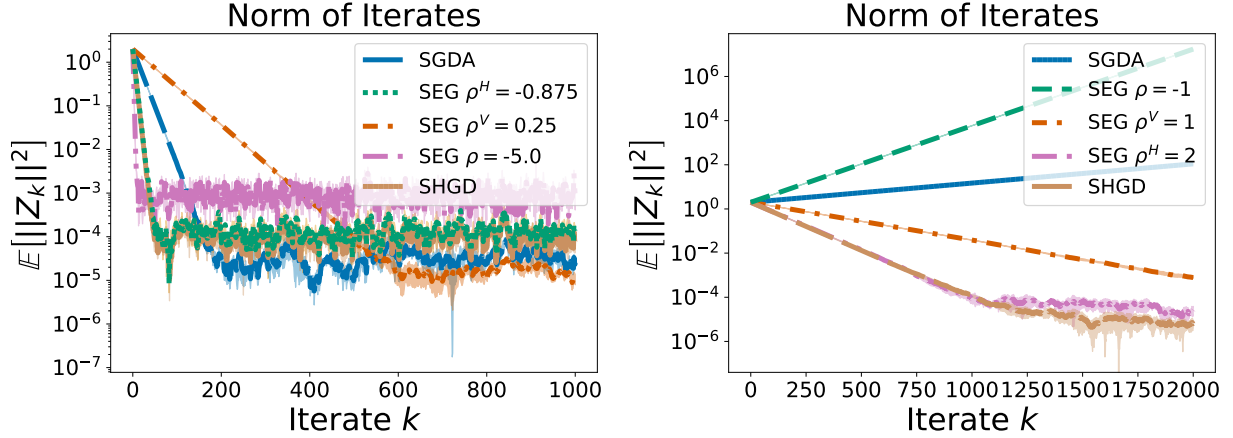 Norm of Iterates
𝔼[||Z_k||²]
10^0
10^-1
10^-2
10^-3
10^-4
10^-5
10^-6
10^-7
SGDA
SEG ρ^H = -0.875
SEG ρ^V = 0.25
SEG ρ = -5.0
SHGD
0 200 400 600 800 1000
Iterate k
Norm of Iterates
𝔼[||Z_k||²]
10^6
10^4
10^2
10^0
10^-2
10^-4
10^-6
SGDA
SEG ρ = -1
SEG ρ^V = 1
SEG ρ^H = 2
SHGD
0 250 500 750 1000 1250 1500 1750 2000
Iterate k